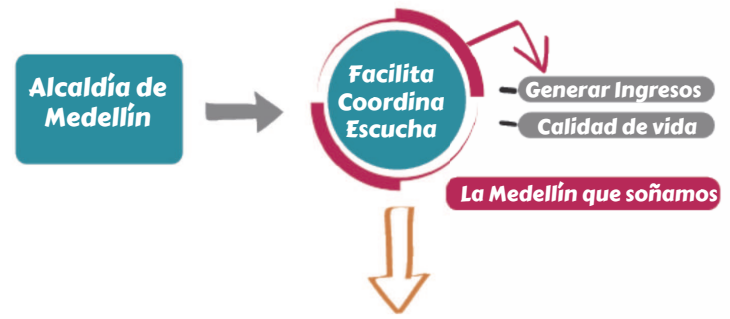 Alcaldía de
Medellín
Facilita
Coordina
Escucha
Generar Ingresos
Calidad de vida
La Medellín que soñamos